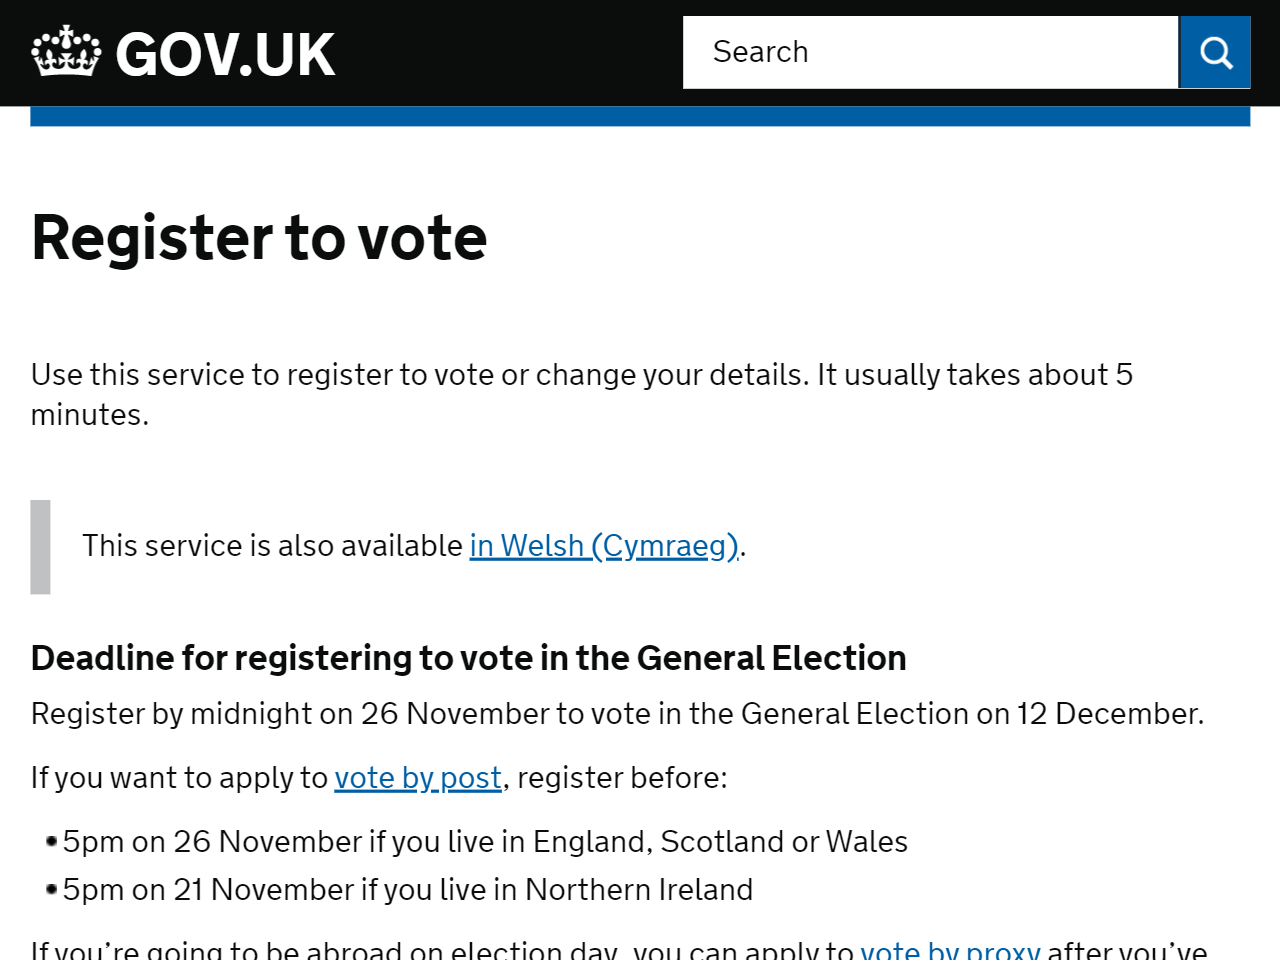 GOV.UK
Search
Register to vote
Use this service to register to vote or change your details. It usually takes about 5
minutes.
This service is also available in Welsh (Cymraeg).
Deadline for registering to vote in the General Election
Register by midnight on 26 November to vote in the General Election on 12 December.
If you want to apply to vote by post, register before:
• 5pm on 26 November if you live in England, Scotland or Wales
• 5pm on 21 November if you live in Northern Ireland
If you’re going to be abroad on election day, you can apply to vote by proxy after you’ve